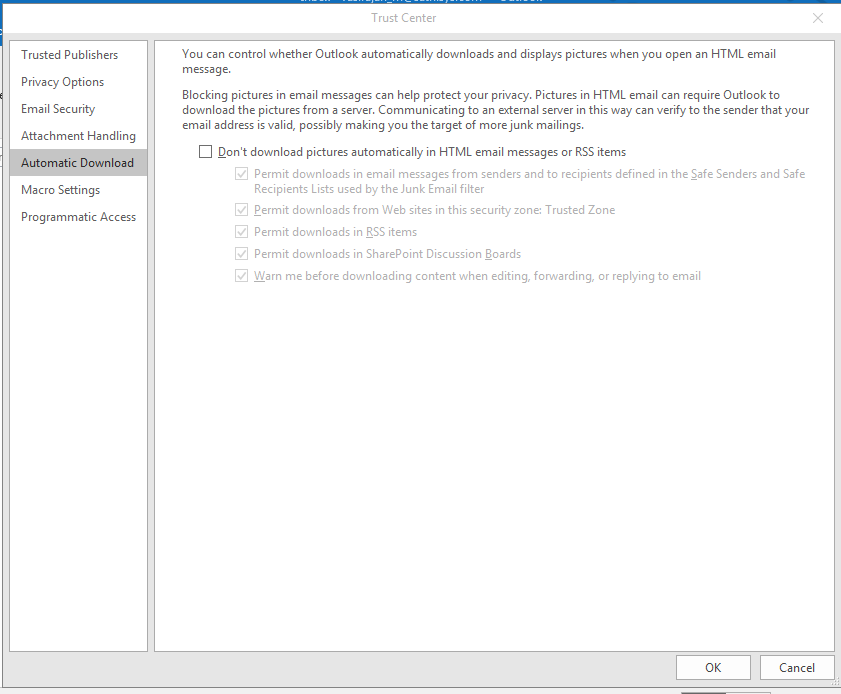 Trust Center
Trusted Publishers
Privacy Options
Email Security
Attachment Handling
Automatic Download
Macro Settings
Programmatic Access
You can control whether Outlook automatically downloads and displays pictures when you open an HTML email
message.
Blocking pictures in email messages can help protect your privacy. Pictures in HTML email can require Outlook to
download the pictures from a server. Communicating to an external server in this way can verify to the sender that your
email address is valid, possibly making you the target of more junk mailings.
Don't download pictures automatically in HTML email messages or RSS items
Permit downloads in email messages from senders and to recipients defined in the Safe Senders and Safe
Recipients Lists used by the Junk Email filter
Permit downloads from Web sites in this security zone: Trusted Zone
Permit downloads in RSS items
Permit downloads in SharePoint Discussion Boards
Warn me before downloading content when editing, forwarding, or replying to email
OK
Cancel